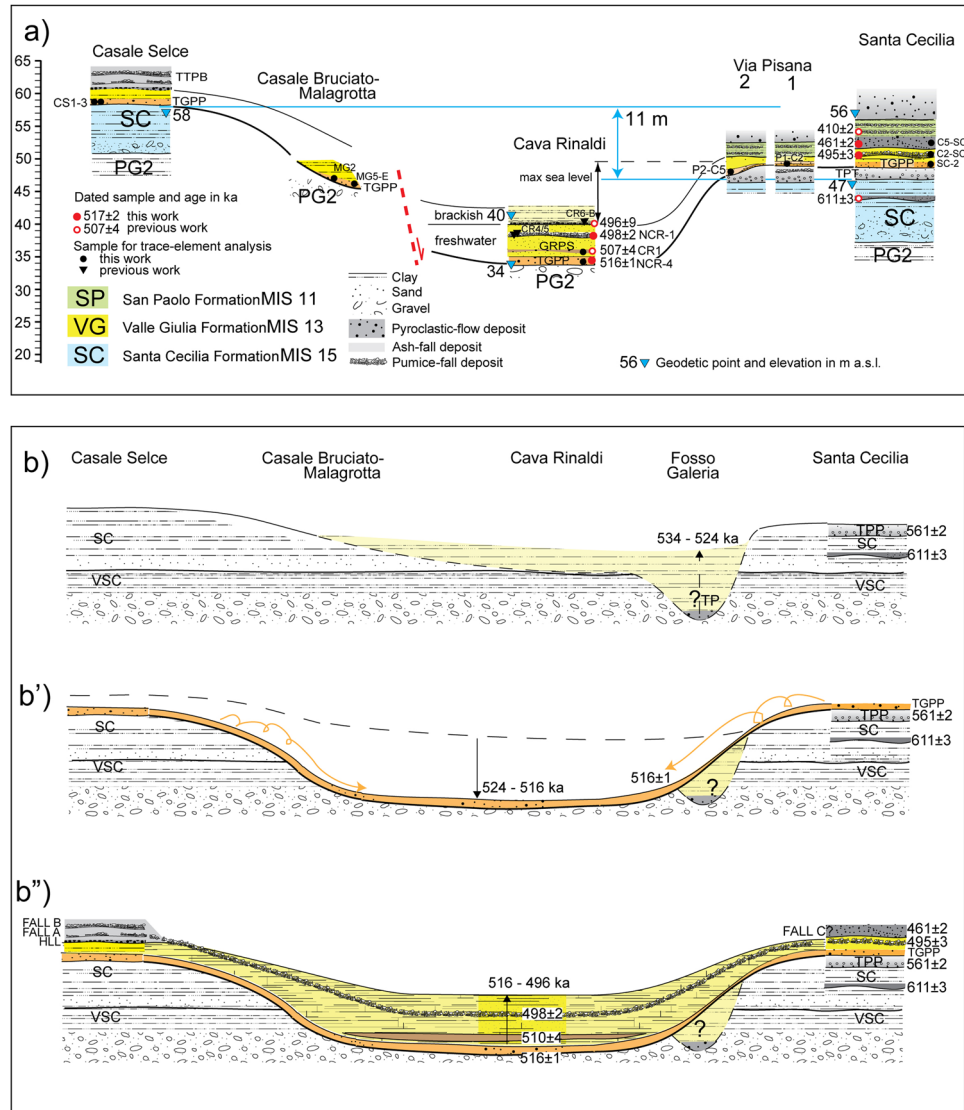 a)
Casale Selce
Casale Bruciato-
Malagrotta
Cava Rinaldi
Via Pisana
2 1
Santa Cecilia
65
60
55
50
45
40
35
30
25
20
TTPB
CS1-3
TGPP
SC
58
PG2
MG2
MG5-E
TGPP
PG2
11 m
max sea level
brackish
40
freshwater
34
CR6-B
CR4/5
GRPS
TGPP
PG2
496±9
498±2 NCR-1
507±4 CR1
516±1 NCR-4
P2-C5
P1-C2
56
410±2
461±2
495±3
C5-SC
C2-SC
SC-2
TGPP
TPT
47
611±3
SC
PG2
Dated sample and age in ka
517±2 this work
507±4 previous work
Sample for trace-element analysis
this work
previous work
SP San Paolo Formation MIS 11
VG Valle Giulia Formation MIS 13
SC Santa Cecilia Formation MIS 15
Clay
Sand
Gravel
Pyroclastic-flow deposit
Ash-fall deposit
Pumice-fall deposit
56 Geodetic point and elevation in m a.s.l.
b)
Casale Selce
Casale Bruciato-
Malagrotta
Cava Rinaldi
Fosso
Galeria
Santa Cecilia
SC
VSC
534 - 524 ka
? TP
TPP
561±2
SC
611±3
VSC
b')
SC
VSC
524 - 516 ka
516±1
?
TGPP
TPP
561±2
SC
611±3
VSC
b")
FALL B
FALL A
HLL
SC
VSC
516 - 496 ka
498±2
510±4
516±1
?
FALL C?
461±2
495±3
TGPP
TPP
561±2
SC
611±3
VSC